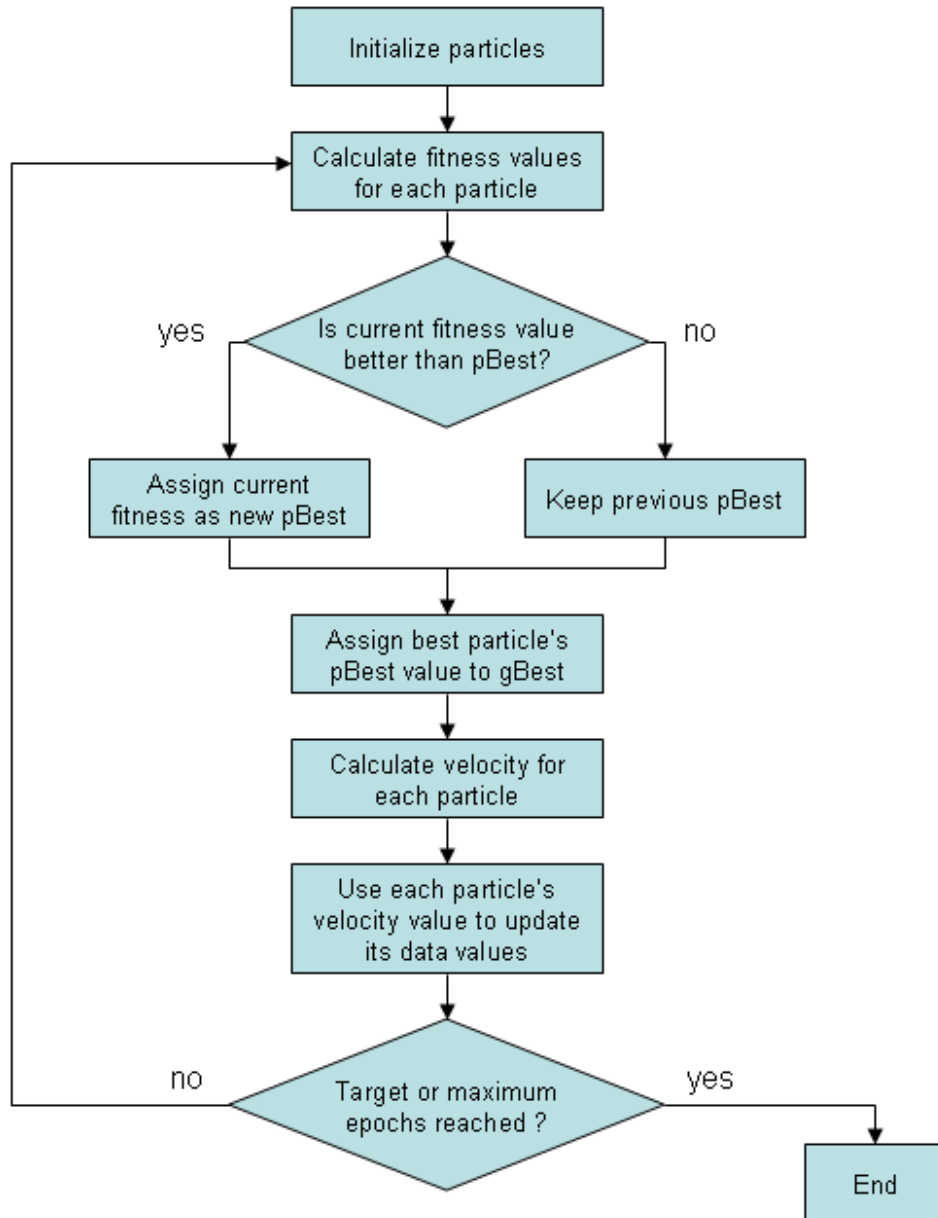 Initialize particles
Calculate fitness values
for each particle
yes
Is current fitness value
better than pBest?
no
Assign current
fitness as new pBest
Keep previous pBest
Assign best particle's
pBest value to gBest
Calculate velocity for
each particle
Use each particle's
velocity value to update
its data values
no
Target or maximum
epochs reached ?
yes
End